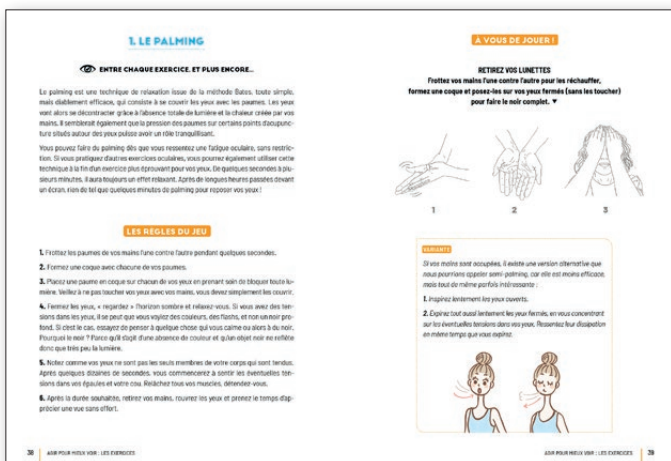 1. LE PALMING
ENTRE CHAQUE EXERCICE, ET PLUS ENCORE...
Le palming est une technique de relaxation issue de la méthode Bates, toute simple,
mais diablement efficace, qui consiste à se couvrir les yeux avec les paumes. Les yeux
vont alors se décontracter grâce à l'absence totale de lumière et la chaleur créée par vos
mains. Il semblerait également que la pression des paumes sur certains points d'acupunc-
ture situés autour des yeux puisse avoir un rôle tranquillisant.
Vous pouvez faire du palming dès que vous ressentez une fatigue oculaire, sans restric-
tion. Si vous pratiquez d'autres exercices oculaires, vous pourrez également utiliser cette
technique à la fin d'un exercice plus éprouvant pour vos yeux. De quelques secondes à plu-
sieurs minutes, il aura toujours un effet relaxant. Après de longues heures passées devant
un écran, rien de tel que quelques minutes de palming pour reposer vos yeux !
LES RÈGLES DU JEU
1. Frottez les paumes de vos mains l'une contre l'autre pendant quelques secondes.
2. Formez une coque avec chacune de vos paumes.
3. Placez une paume en coque sur chacun de vos yeux en prenant soin de bloquer toute lu-
mière. Veillez à ne pas toucher vos yeux avec vos mains, vous devez simplement les couvrir.
4. Fermez les yeux, « regardez » l'horizon sombre et relaxez-vous. Si vous avez des ten-
sions dans les yeux, il se peut que vous voyiez des couleurs, des flashs, et non un noir pro-
fond. Si c'est le cas, essayez de penser à quelque chose qui vous calme ou alors à du noir.
Pourquoi le noir ? Parce qu'il s'agit d'une absence de couleur et qu'un objet noir ne reflète
donc que très peu la lumière.
5. Notez comme vos yeux ne sont pas les seuls membres de votre corps qui sont tendus.
Après quelques dizaines de secondes, vous commencerez à sentir les éventuelles ten-
sions dans vos épaules et votre cou. Relâchez tous vos muscles, détendez-vous.
6. Après la durée souhaitée, retirez vos mains, rouvrez les yeux et prenez le temps d'ap-
précier une vue sans effort.
38 AGIR POUR MIEUX VOIR : LES EXERCICES
À VOUS DE JOUER !
RETIREZ VOS LUNETTES
Frottez vos mains l'une contre l'autre pour les réchauffer,
formez une coque et posez-les sur vos yeux fermés (sans les toucher)
pour faire le noir complet. ▼
1 2 3
VARIANTE
Si vos mains sont occupées, il existe une version alternative que
nous pourrions appeler semi-palming, car elle est moins efficace,
mais tout de même parfois intéressante :
1. Inspirez lentement les yeux ouverts.
2. Expirez tout aussi lentement les yeux fermés, en vous concentrant
sur les éventuelles tensions dans vos yeux. Ressentez leur dissipation
en même temps que vous expirez.
AGIR POUR MIEUX VOIR : LES EXERCICES 39